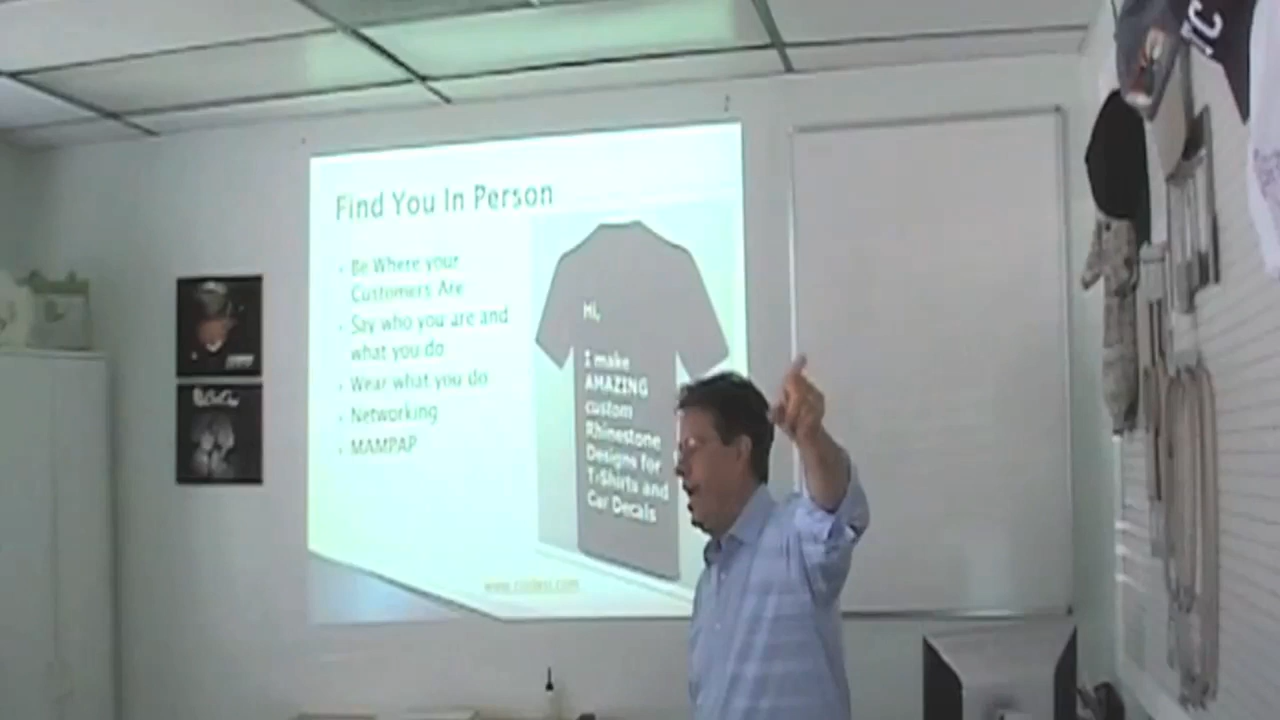 Find You In Person
Be Where your
Customers Are
Say who you are and
what you do
Wear what you do
Networking
MAMPAP
Hi,
I make
AMAZING
custom
Rhinestone
Designs for
T-Shirts and
Car Decals
TC